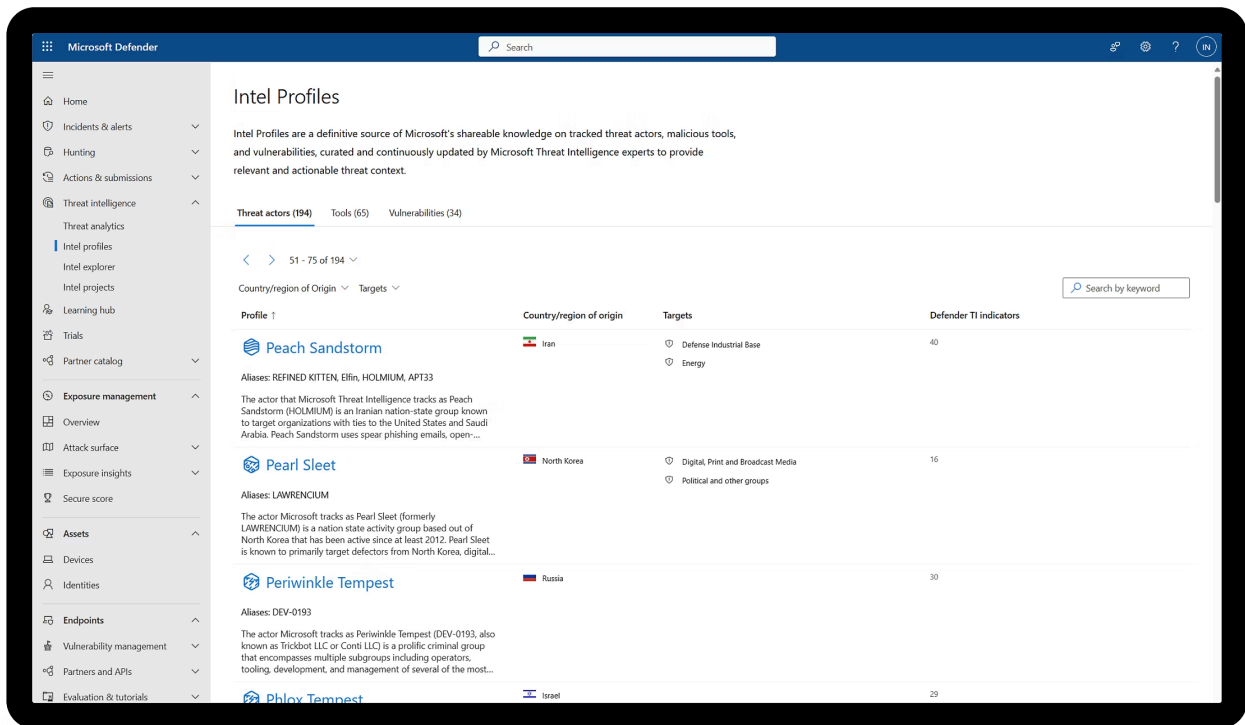 Microsoft Defender
Search
IN
Home
Incidents & alerts
Hunting
Actions & submissions
Threat intelligence
Threat analytics
Intel profiles
Intel explorer
Intel projects
Learning hub
Trials
Partner catalog
Exposure management
Overview
Attack surface
Exposure insights
Secure score
Assets
Devices
Identities
Endpoints
Vulnerability management
Partners and APIs
Evaluation & tutorials
Intel Profiles
Intel Profiles are a definitive source of Microsoft's shareable knowledge on tracked threat actors, malicious tools,
and vulnerabilities, curated and continuously updated by Microsoft Threat Intelligence experts to provide
relevant and actionable threat context.
Threat actors (194) Tools (65) Vulnerabilities (34)
51 - 75 of 194
Country/region of Origin Targets
Search by keyword
Profile ↑ Country/region of origin Targets Defender TI indicators
Peach Sandstorm Iran Defense Industrial Base 40
Energy
Aliases: REFINED KITTEN, Elfin, HOLMIUM, APT33
The actor that Microsoft Threat Intelligence tracks as Peach
Sandstorm (HOLMIUM) is an Iranian nation-state group known
to target organizations with ties to the United States and Saudi
Arabia. Peach Sandstorm uses spear phishing emails, open-...
Pearl Sleet North Korea Digital, Print and Broadcast Media 16
Political and other groups
Aliases: LAWRENCIUM
The actor Microsoft tracks as Pearl Sleet (formerly
LAWRENCIUM) is a nation state activity group based out of
North Korea that has been active since at least 2012. Pearl Sleet
is known to primarily target defectors from North Korea, digital...
Periwinkle Tempest Russia 30
Aliases: DEV-0193
The actor Microsoft tracks as Periwinkle Tempest (DEV-0193, also
known as Trickbot LLC or Conti LLC) is a prolific criminal group
that encompasses multiple subgroups including operators,
tooling, development, and management of several of the most...
Phlox Tempest Israel 29